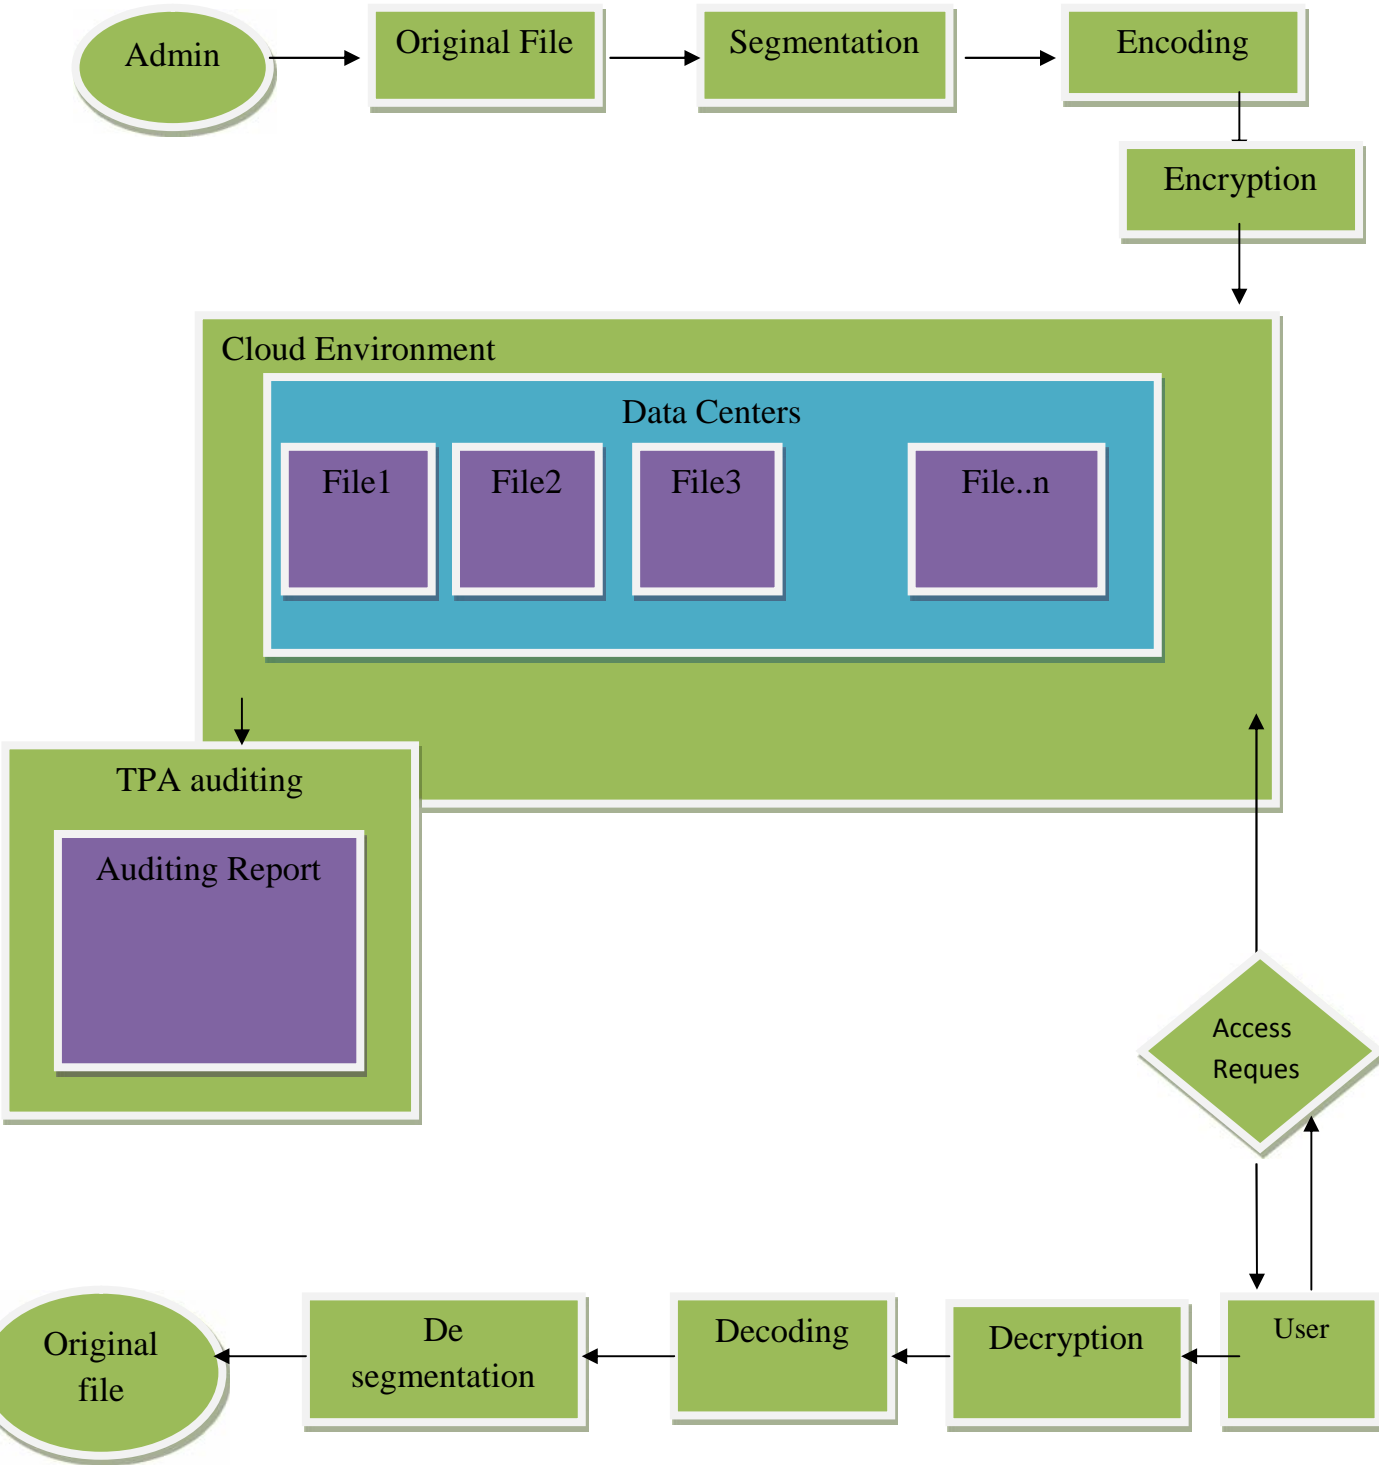 Admin
Original File
Segmentation
Encoding
Encryption
Cloud Environment
Data Centers
File1
File2
File3
File..n
TPA auditing
Auditing Report
Access
Reques
User
Decryption
Decoding
De
segmentation
Original
file